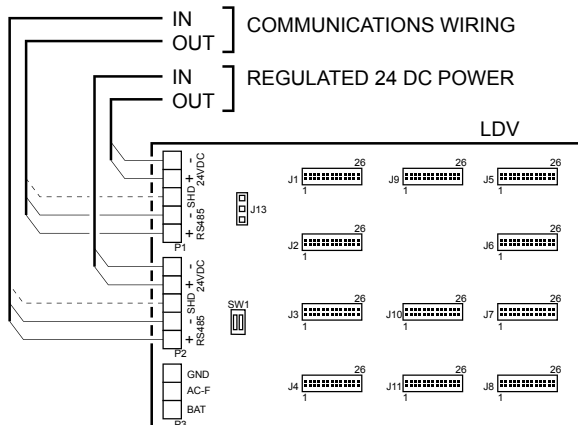 IN
OUT
COMMUNICATIONS WIRING
IN
OUT
REGULATED 24 DC POWER
LDV
- + 24VDC
SHD
- + RS485
P1
- + 24VDC
SHD
- + RS485
P2
GND
AC-F
BAT
P3
J13
SW1
J1 1 26
J9 1 26
J5 1 26
J2 1 26
J6 1 26
J3 1 26
J10 1 26
J7 1 26
J4 1 26
J11 1 26
J8 1 26